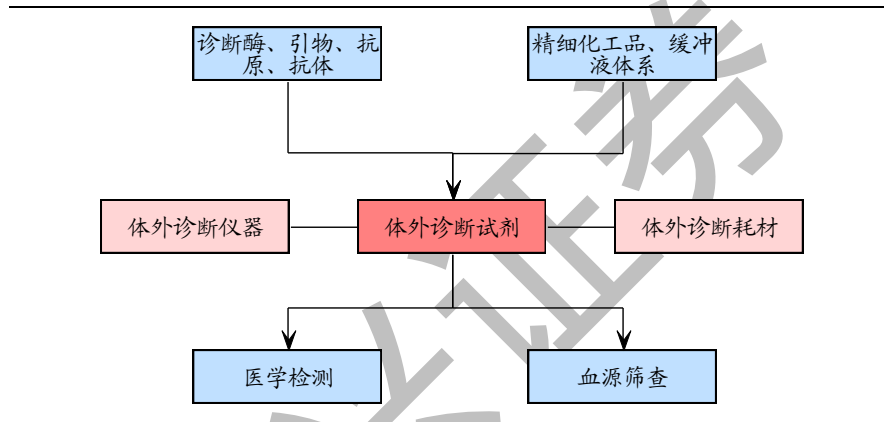 诊断酶、引物、抗
原、抗体
精细化工品、缓冲
液体系
体外诊断仪器
体外诊断试剂
体外诊断耗材
医学检测
血源筛查